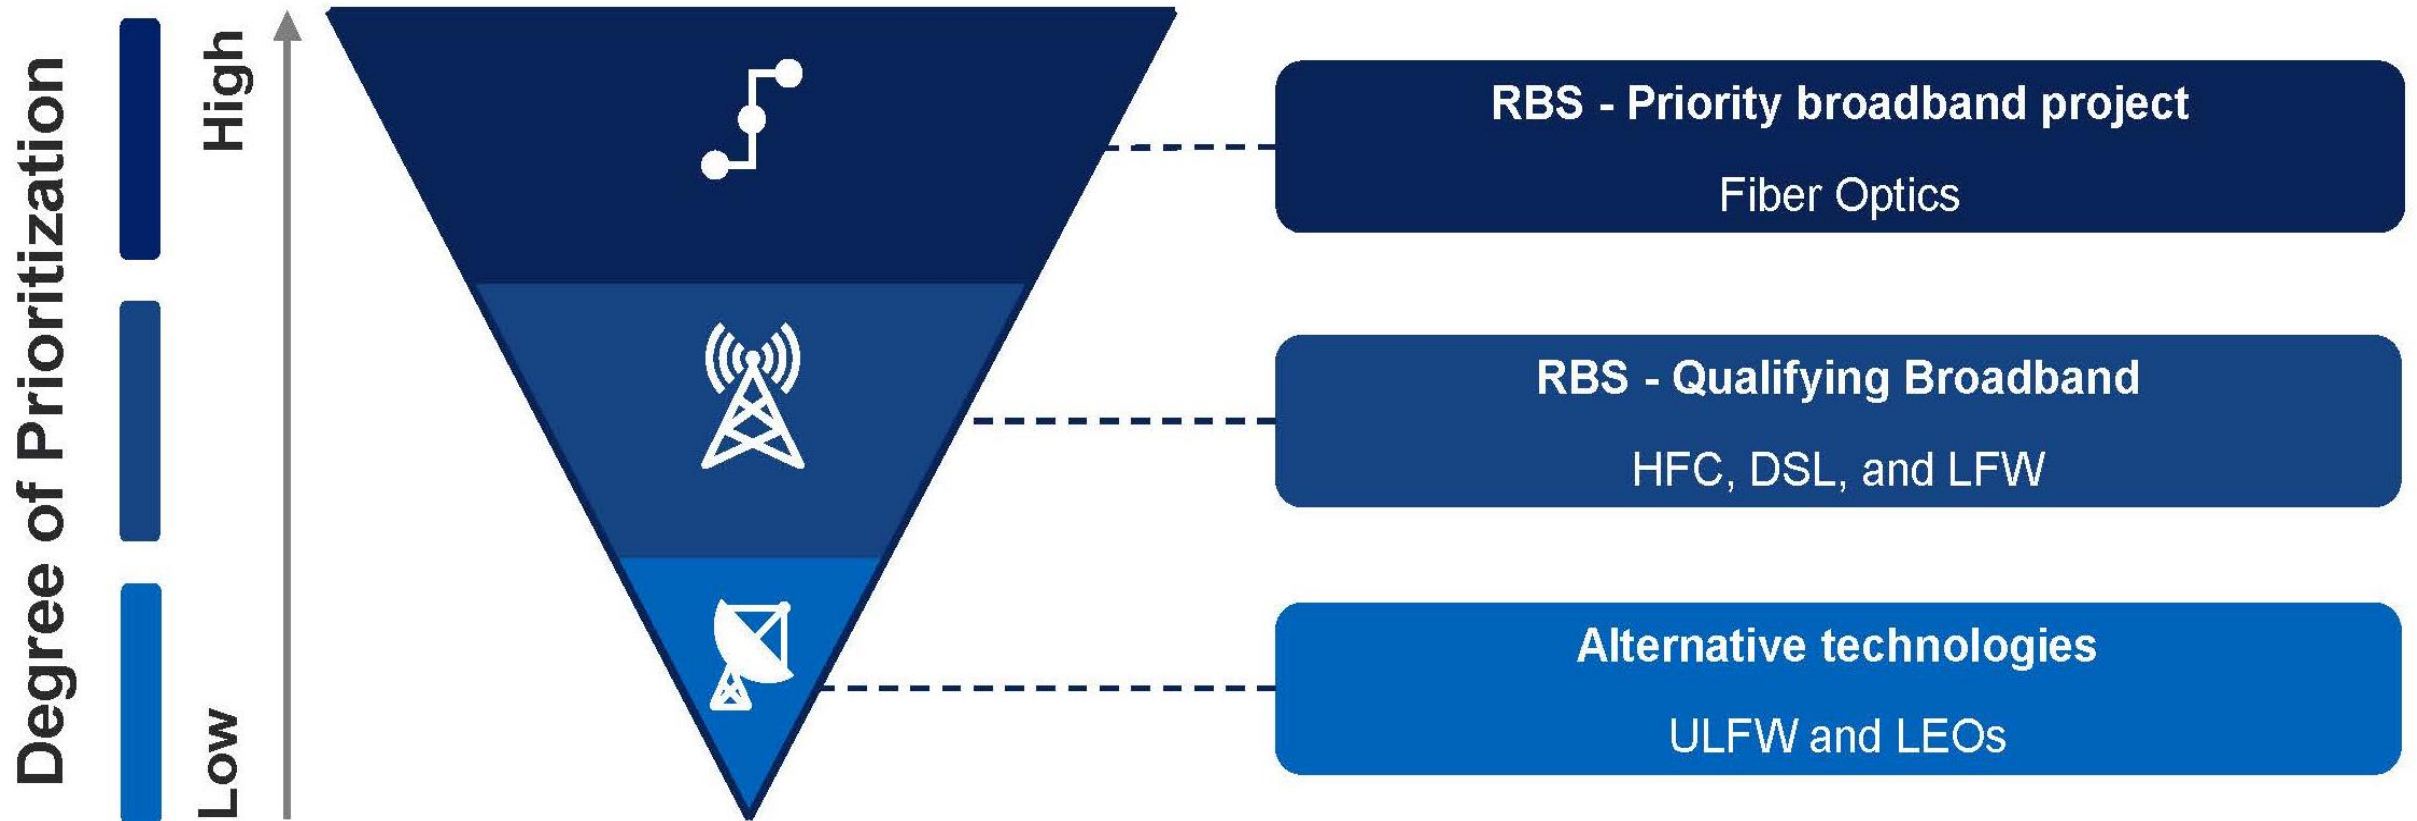 Degree of Prioritization
High
Low
RBS - Priority broadband project
Fiber Optics
RBS - Qualifying Broadband
HFC, DSL, and LFW
Alternative technologies
ULFW and LEOs